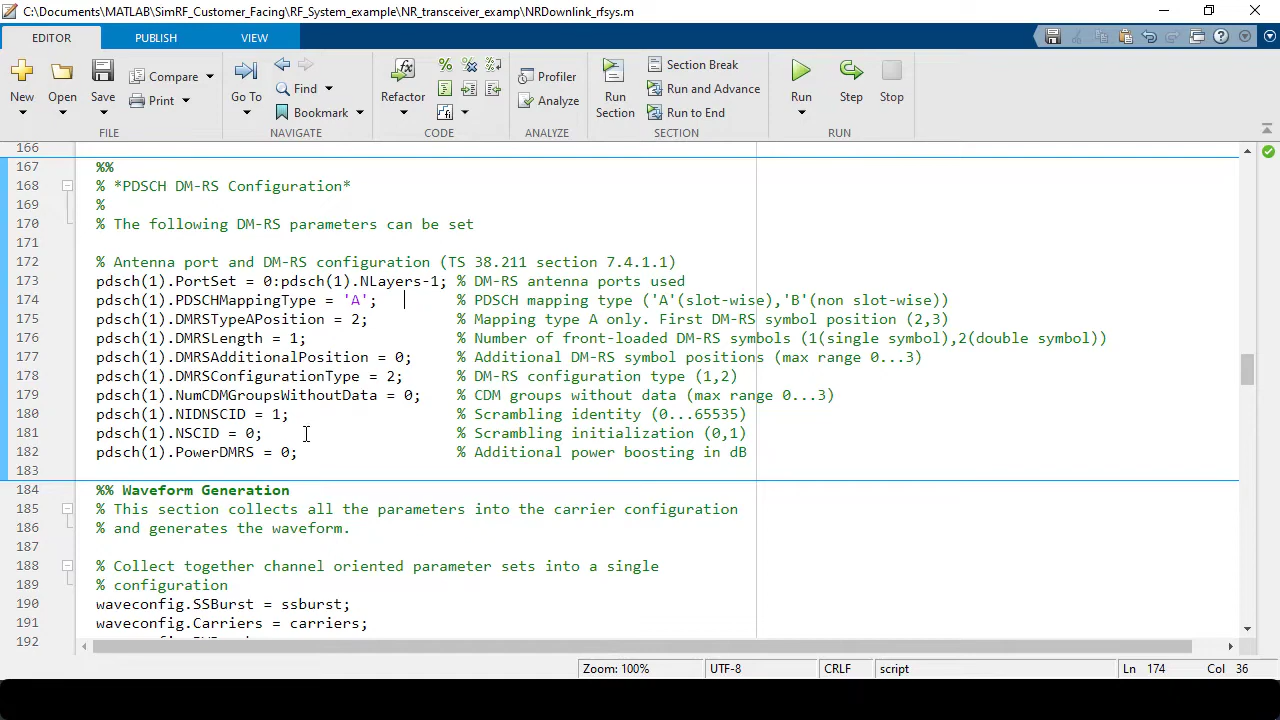 C:\Documents\MATLAB\SimRF_Customer_Facing\RF_System_example\NR_transceiver_examp\NRDownlink_rfsys.m
EDITOR PUBLISH VIEW
New Open Save Compare Print
Go To Find Bookmark
Refactor
Profiler Analyze
Run Section
Section Break
Run and Advance
Run to End
Run Step Stop
FILE NAVIGATE CODE ANALYZE SECTION RUN
166
167 %%
168 % *PDSCH DM-RS Configuration*
169 %
170 % The following DM-RS parameters can be set
171
172 % Antenna port and DM-RS configuration (TS 38.211 section 7.4.1.1)
173 pdsch(1).PortSet = 0:pdsch(1).NLayers-1; % DM-RS antenna ports used
174 pdsch(1).PDSCHMappingType = 'A'; % PDSCH mapping type ('A'(slot-wise),'B'(non slot-wise))
175 pdsch(1).DMRSTypeAPosition = 2; % Mapping type A only. First DM-RS symbol position (2,3)
176 pdsch(1).DMRSLength = 1; % Number of front-loaded DM-RS symbols (1(single symbol),2(double symbol))
177 pdsch(1).DMRSAdditionalPosition = 0; % Additional DM-RS symbol positions (max range 0...3)
178 pdsch(1).DMRSConfigurationType = 2; % DM-RS configuration type (1,2)
179 pdsch(1).NumCDMGroupsWithoutData = 0; % CDM groups without data (max range 0...3)
180 pdsch(1).NIDNSCID = 1; % Scrambling identity (0...65535)
181 pdsch(1).NSCID = 0; % Scrambling initialization (0,1)
182 pdsch(1).PowerDMRS = 0; % Additional power boosting in dB
183
184 %% Waveform Generation
185 % This section collects all the parameters into the carrier configuration
186 % and generates the waveform.
187
188 % Collect together channel oriented parameter sets into a single
189 % configuration
190 waveconfig.SSBurst = ssburst;
191 waveconfig.Carriers = carriers;
192
Zoom: 100% UTF-8 CRLF script Ln 174 Col 36